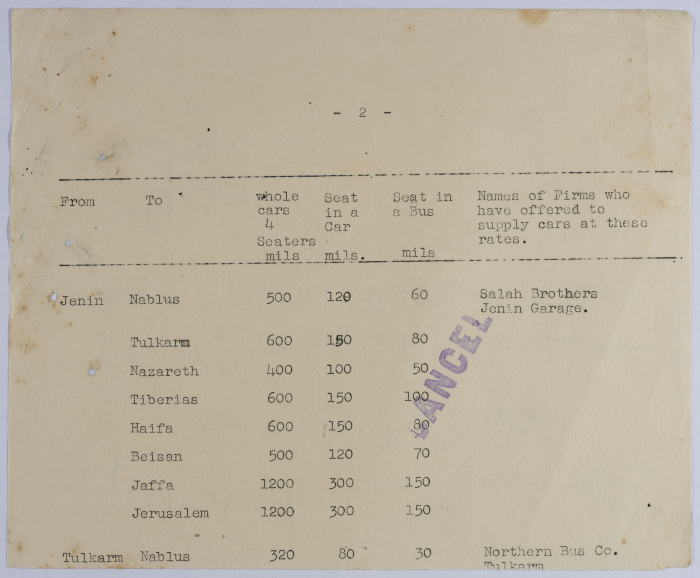 - 2 -
From To whole cars 4 Seaters mils Seat in a Car mils. Seat in a Bus mils Names of Firms who have offered to supply cars at these rates.
Jenin Nablus 500 120 60 Salah Brothers
Jenin Garage.
Tulkarm 600 150 80
Nazareth 400 100 50
Tiberias 600 150 100
Haifa 600 150 80
Beisan 500 120 70
Jaffa 1200 300 150
Jerusalem 1200 300 150
CANCEL
Tulkarm Nablus 320 80 30 Northern Bus Co.
Tulkarm